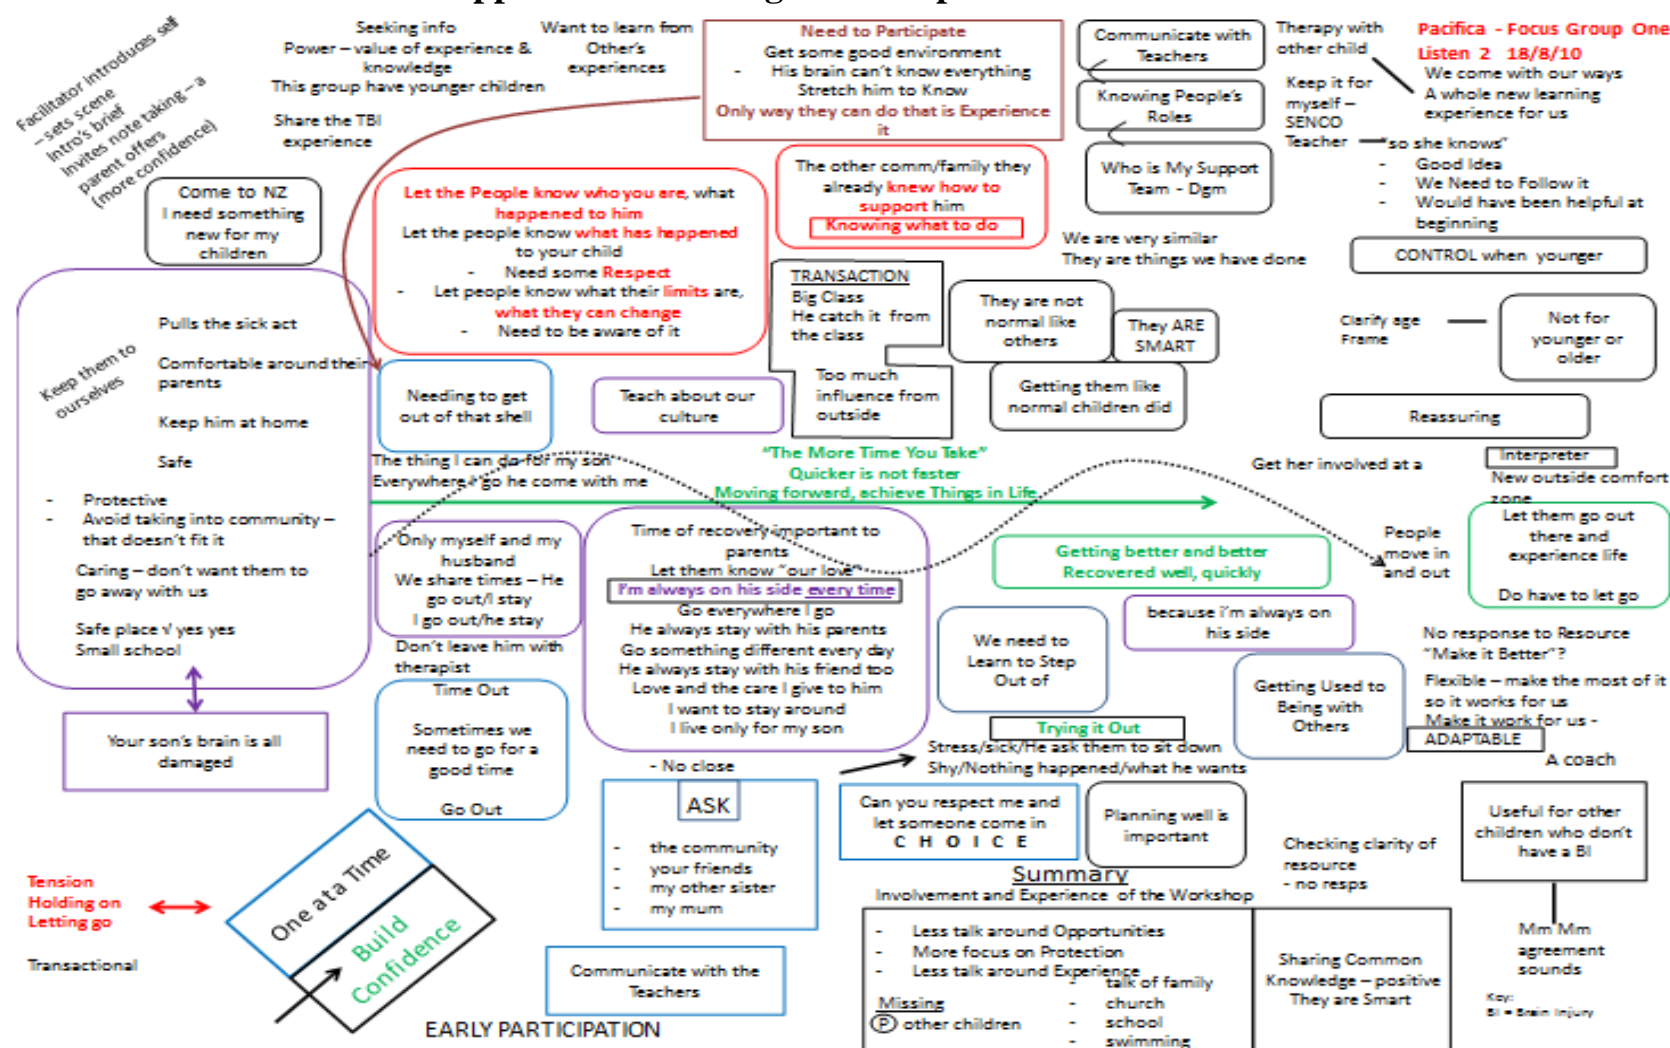 Facilitator introduces self
– sets scene
Intro's brief
Invites note taking – a
parent offers
(more confidence)
Seeking info
Power – value of experience &
knowledge
This group have younger children
Share the TBI
experience
Want to learn from
Other's
experiences
Need to Participate
Get some good environment
- His brain can't know everything
Stretch him to Know
Only way they can do that is Experience
it
Communicate with
Teachers
Knowing People's
Roles
Who is My Support
Team - Dgm
Therapy with
other child
Keep it for
myself –
SENCO
Teacher
Pacifica - Focus Group One
Listen 2 18/8/10
We come with our ways
A whole new learning
experience for us
"so she knows"
- Good Idea
- We Need to Follow it
- Would have been helpful at
beginning
Come to NZ
I need something
new for my
children
Let the People know who you are, what
happened to him
Let the people know what has happened
to your child
- Need some Respect
- Let people know what their limits are,
what they can change
- Need to be aware of it
The other comm/family they
already knew how to
support him
Knowing what to do
We are very similar
They are things we have done
CONTROL when younger
TRANSACTION
Big Class
He catch it from
the class
Too much
influence from
outside
They are not
normal like
others
They ARE
SMART
Getting them like
normal children did
Clarify age
Frame
Not for
younger or
older
Reassuring
Keep them to
ourselves
Pulls the sick act
Comfortable around their
parents
Keep him at home
Safe
- Protective
- Avoid taking into community –
that doesn't fit it
Caring – don't want them to
go away with us
Safe place √ yes yes
Small school
Needing to get
out of that shell
Teach about our
culture
The thing I can do for my son
Everywhere I go he come with me
"The More Time You Take"
Quicker is not faster
Moving forward, achieve Things in Life
Get her involved at a
Interpreter
New outside comfort
zone
Let them go out
there and
experience life
Do have to let go
People
move in
and out
Only myself and my
husband
We share times – He
go out/I stay
I go out/he stay
Don't leave him with
therapist
Time of recovery important to
parents
Let them know "our love"
I'm always on his side every time
Go everywhere I go
He always stay with his parents
Go something different every day
He always stay with his friend too
Love and the care I give to him
I want to stay around
I live only for my son
- No close
Getting better and better
Recovered well, quickly
We need to
Learn to Step
Out of
because i'm always on
his side
Getting Used to
Being with
Others
No response to Resource
"Make it Better"?
Flexible – make the most of it
so it works for us
Make it work for us -
ADAPTABLE
A coach
Your son's brain is all
damaged
Time Out
Sometimes we
need to go for a
good time
Go Out
Trying it Out
Stress/sick/He ask them to sit down
Shy/Nothing happened/what he wants
ASK
- the community
- your friends
- my other sister
- my mum
Can you respect me and
let someone come in
C H O I C E
Planning well is
important
Checking clarity of
resource
- no resps
Useful for other
children who don't
have a BI
Mm Mm
agreement
sounds
Key:
BI = Brain Injury
Tension
Holding on
Letting go
Transactional
One at a Time
Build
Confidence
Communicate with the
Teachers
EARLY PARTICIPATION
Summary
Involvement and Experience of the Workshop
- Less talk around Opportunities
- More focus on Protection
- Less talk around Experience
Missing
P other children
- talk of family
- church
- school
- swimming
Sharing Common
Knowledge – positive
They are Smart